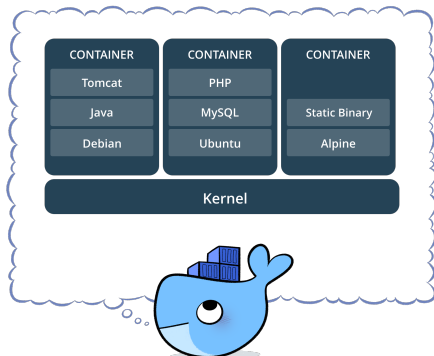 CONTAINER
Tomcat
Java
Debian
CONTAINER
PHP
MySQL
Ubuntu
CONTAINER
Static Binary
Alpine
Kernel